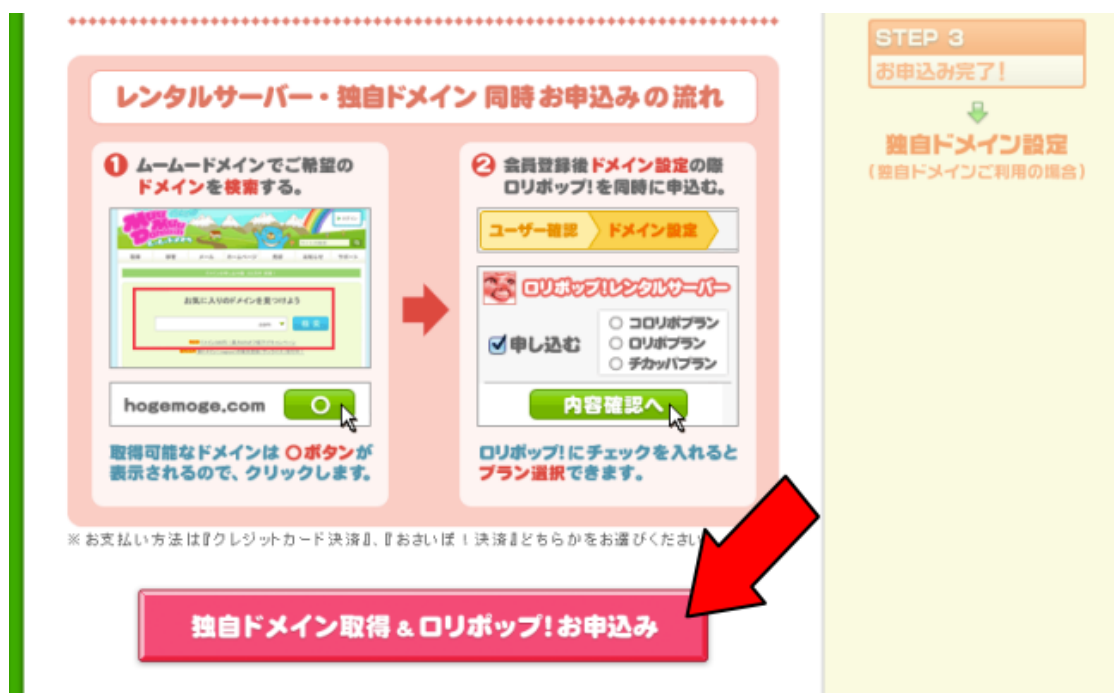 レンタルサーバー・独自ドメイン 同時 お申込み の 流れ
❶ ムームードメインでご希望の
ドメインを検索する。
お気に入りのドメインを見つけよう
.com
検索
hogemoge.com ○
取得可能なドメインは ○ボタンが
表示されるので、クリックします。
❷ 会員登録後ドメイン設定の際
ロリポップ!を同時に申込む。
ユーザー確認 ドメイン設定
ロリポップ!レンタルサーバー
申し込む
コロリポプラン
ロリポプラン
チカッパプラン
内容確認へ
ロリポップ!にチェックを入れると
プラン選択できます。
※ お支払い方法は『クレジットカード決済』、『おさいぽ!決済』どちらかをお選びくださ
独自ドメイン取得 & ロリポップ!お申込み
STEP 3
お申込み完了!
独自ドメイン設定
(独自ドメインご利用の場合)